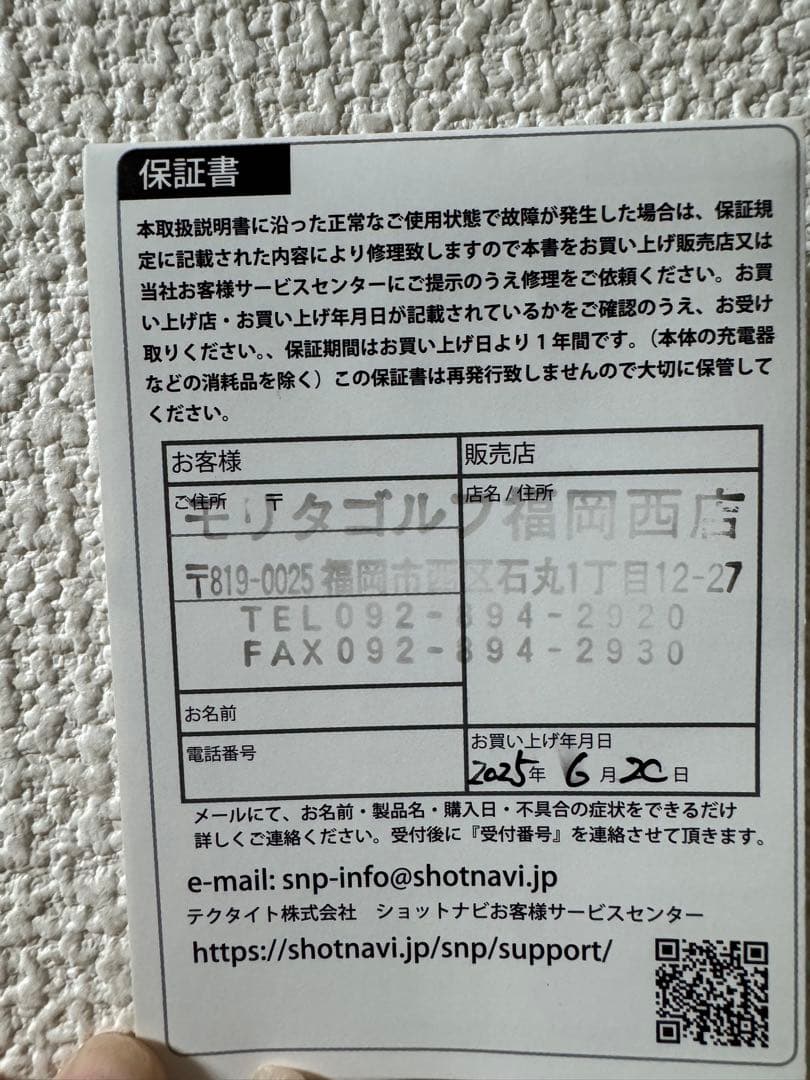 保証書
本取扱説明書に沿った正常なご使用状態で故障が発生した場合は、保証規
定に記載された内容により修理致しますので本書をお買い上げ販売店又は
当社お客様サービスセンターにご提示のうえ修理をご依頼ください。お買
い上げ店・お買い上げ年月日が記載されているかをご確認のうえ、お受け
取りください。、保証期間はお買い上げ日より1年間です。（本体の充電器
などの消耗品を除く）この保証書は再発行致しませんので大切に保管して
ください。
お客様
販売店
ご住所 〒
店名/住所
モリタゴルフ福岡西店
〒819-0025 福岡市西区石丸1丁目12-27
TEL092-894-2920
FAX092-894-2930
お名前
電話番号
お買い上げ年月日
2025年 6月20日
メールにて、お名前・製品名・購入日・不具合の症状をできるだけ
詳しくご連絡ください。受付後に『受付番号』を連絡させて頂きます。
e-mail: snp-info@shotnavi.jp
テクタイト株式会社 ショットナビお客様サービスセンター
https://shotnavi.jp/snp/support/